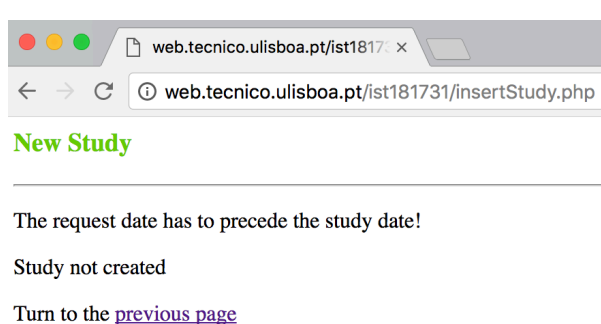 web.tecnico.ulisboa.pt/ist1817
web.tecnico.ulisboa.pt/ist181731/insertStudy.php
New Study
The request date has to precede the study date!
Study not created
Turn to the previous page